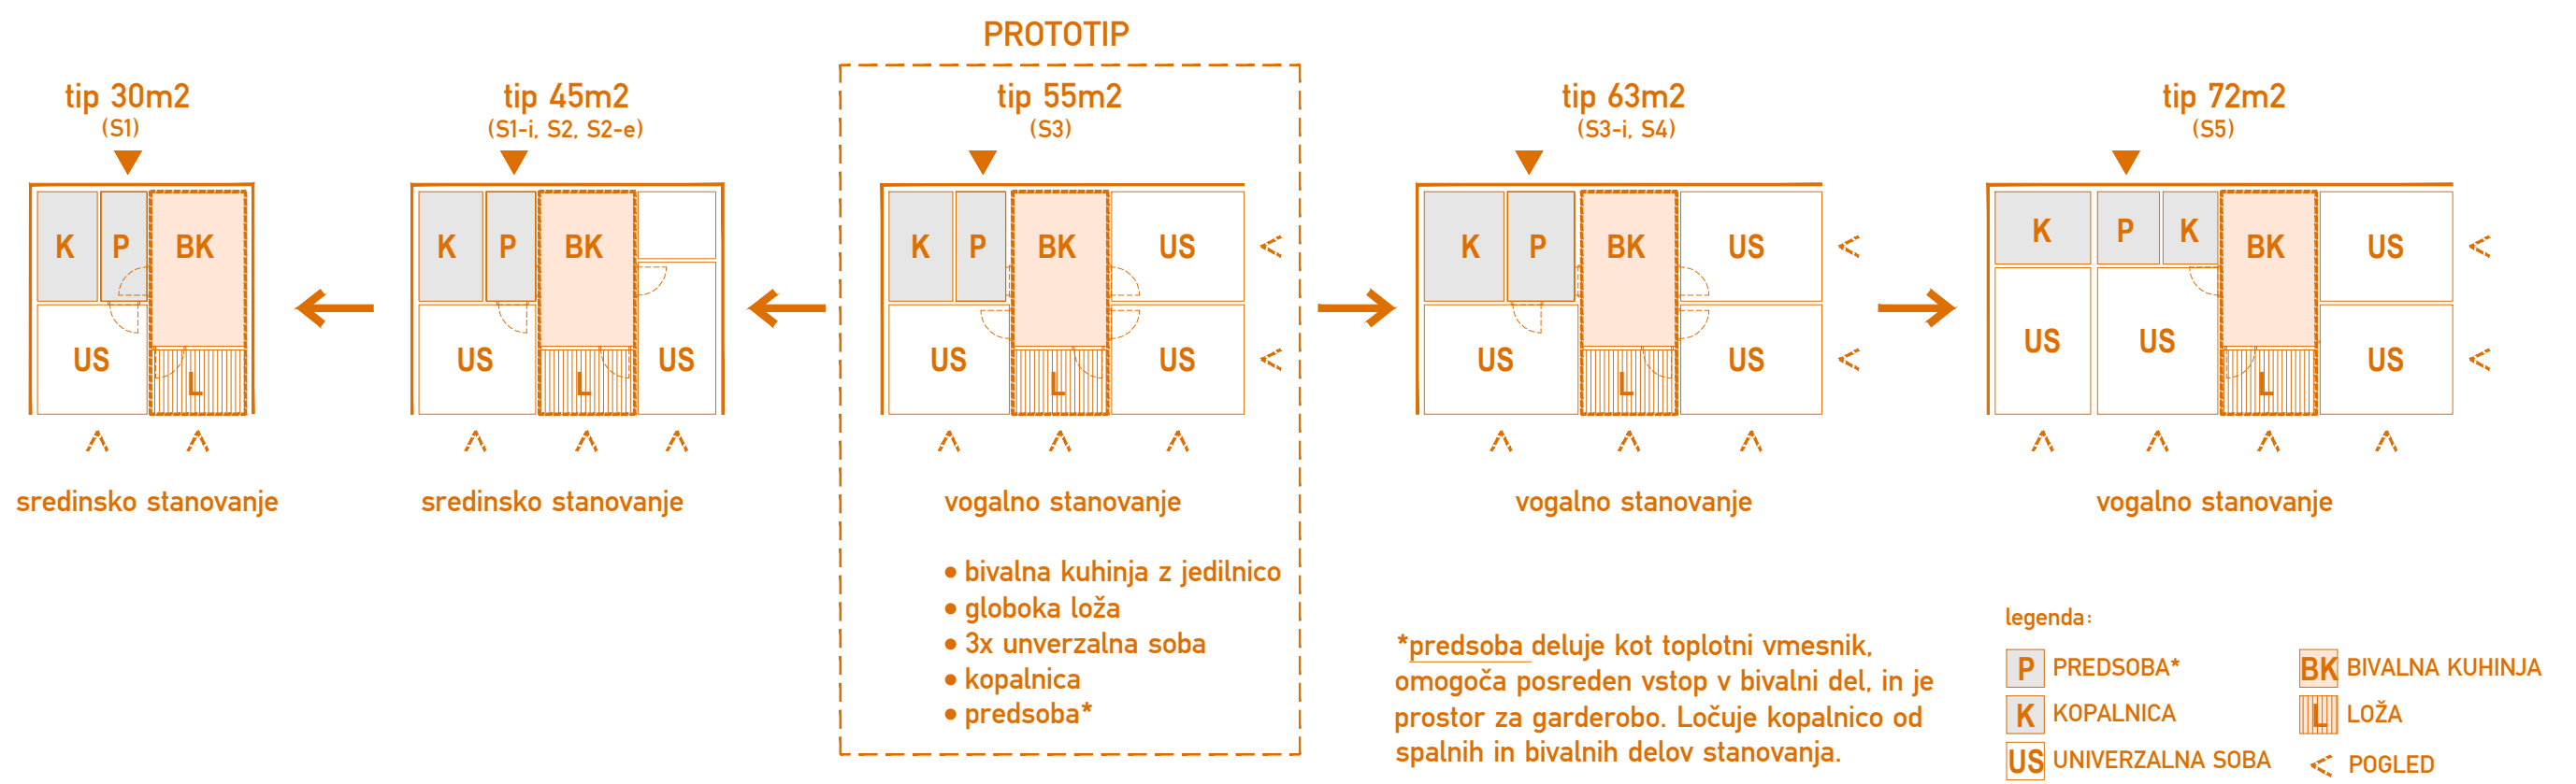 PROTOTIP
tip 30m2
(S1)
K
P
BK
US
L
sredinsko stanovanje
tip 45m2
(S1-i, S2, S2-e)
K
P
BK
US
L
US
sredinsko stanovanje
tip 55m2
(S3)
K
P
BK
US
US
L
US
vogalno stanovanje
• bivalna kuhinja z jedilnico
• globoka loža
• 3x unverzalna soba
• kopalnica
• predsoba*
tip 63m2
(S3-i, S4)
K
P
BK
US
US
L
US
vogalno stanovanje
tip 72m2
(S5)
K
P
K
BK
US
US
US
L
US
vogalno stanovanje
*predsoba deluje kot toplotni vmesnik,
omogoča posreden vstop v bivalni del, in je
prostor za garderobo. Ločuje kopalnico od
spalnih in bivalnih delov stanovanja.
legenda:
P PREDSOBA*
K KOPALNICA
US UNIVERZALNA SOBA
BK BIVALNA KUHINJA
L LOŽA
POGLED